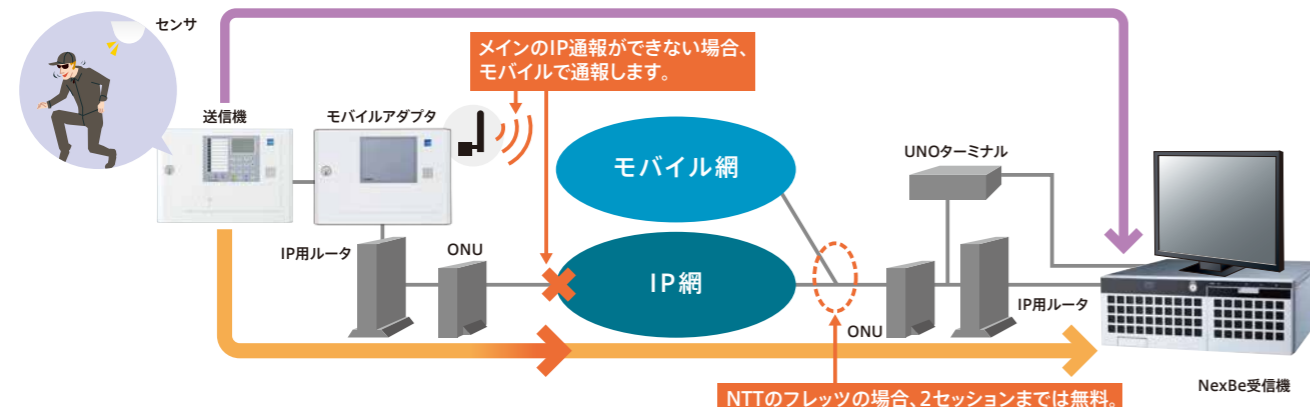 センサ
メインのIP通報ができない場合、
モバイルで通報します。
送信機
モバイルアダプタ
モバイル網
UNOターミナル
IP用ルータ
ONU
IP網
ONU
IP用ルータ
NexBe受信機
NTTのフレッツの場合、2セッションまでは無料。